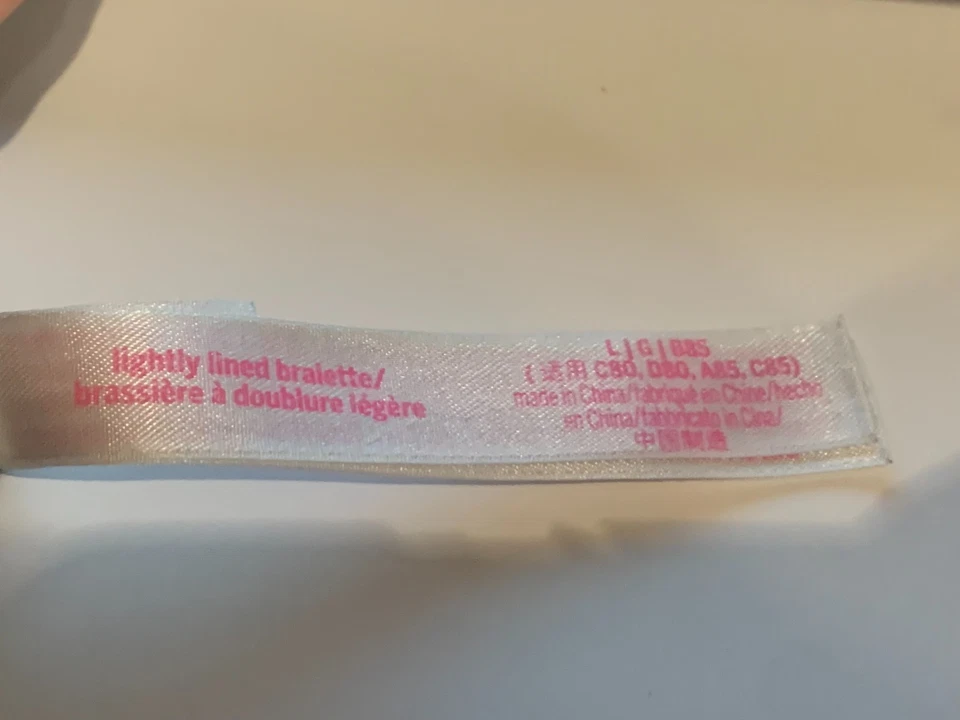 lightly lined bralette/
brassière à doublure légère
L | G | B85
(适用 C80, D80, A85, C85)
made in China/fabriqué en Chine/hecho
en China/fabbricato in Cina/
中国制造